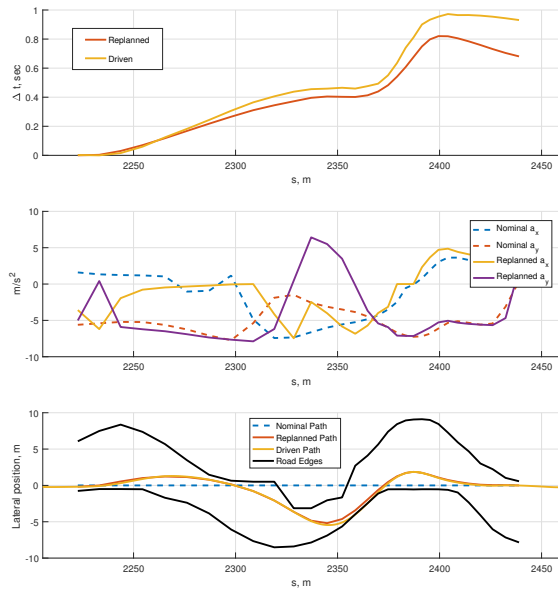 1
0.8
0.6
0.4
0.2
0
Δ t, sec
Replanned
Driven
2250
2300
2350
2400
2450
s, m
10
5
0
-5
-10
m/s²
Nominal aₓ
Nominal a_y
Replanned aₓ
Replanned a_y
2250
2300
2350
2400
2450
s, m
10
5
0
-5
-10
Lateral position, m
Nominal Path
Replanned Path
Driven Path
Road Edges
2250
2300
2350
2400
2450
s, m